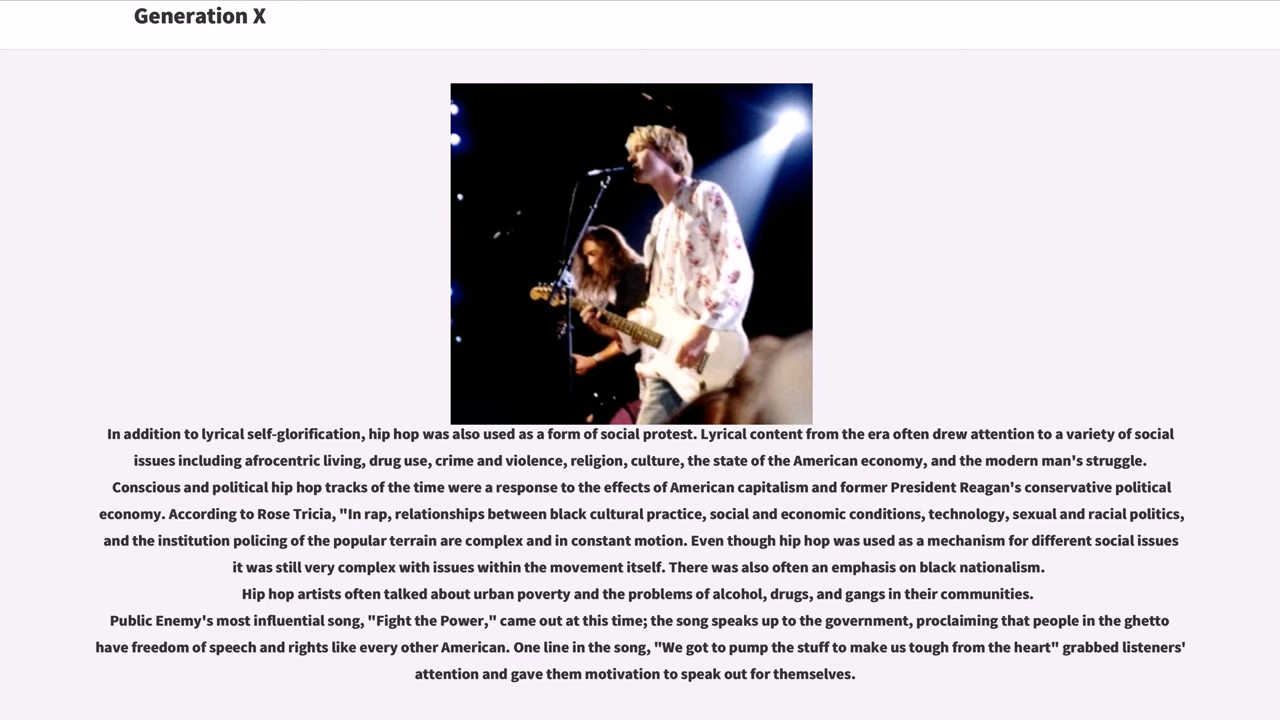 Generation X
In addition to lyrical self-glorification, hip hop was also used as a form of social protest. Lyrical content from the era often drew attention to a variety of social
issues including afrocentric living, drug use, crime and violence, religion, culture, the state of the American economy, and the modern man's struggle.
Conscious and political hip hop tracks of the time were a response to the effects of American capitalism and former President Reagan's conservative political
economy. According to Rose Tricia, "In rap, relationships between black cultural practice, social and economic conditions, technology, sexual and racial politics,
and the institution policing of the popular terrain are complex and in constant motion. Even though hip hop was used as a mechanism for different social issues
it was still very complex with issues within the movement itself. There was also often an emphasis on black nationalism.
Hip hop artists often talked about urban poverty and the problems of alcohol, drugs, and gangs in their communities.
Public Enemy's most influential song, "Fight the Power," came out at this time; the song speaks up to the government, proclaiming that people in the ghetto
have freedom of speech and rights like every other American. One line in the song, "We got to pump the stuff to make us tough from the heart" grabbed listeners'
attention and gave them motivation to speak out for themselves.